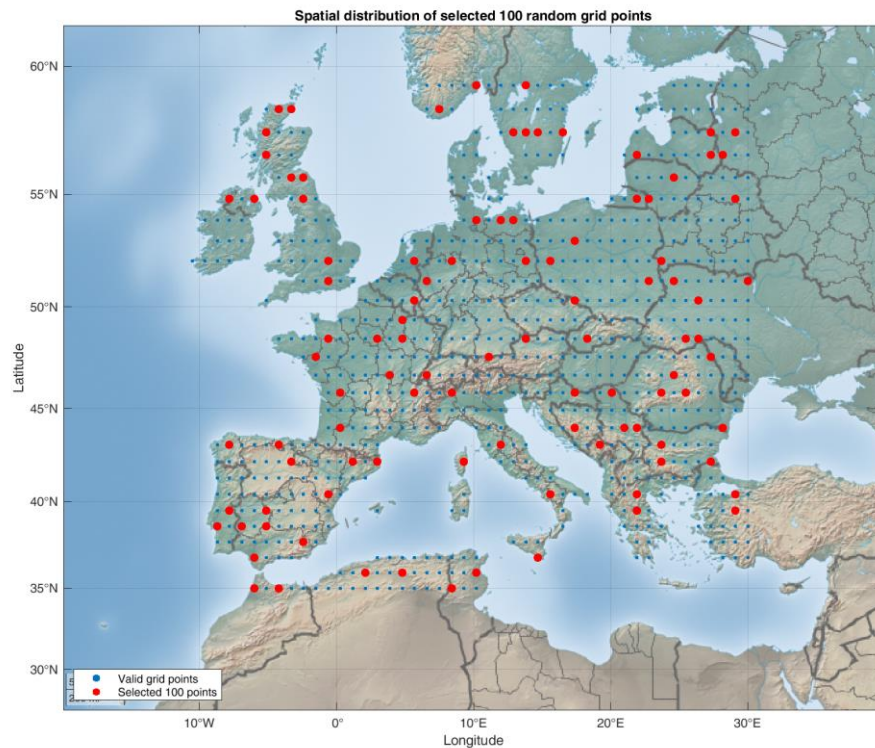 Spatial distribution of selected 100 random grid points
60°N
55°N
50°N
45°N
40°N
35°N
30°N
Latitude
Valid grid points
Selected 100 points
10°W 0° 10°E 20°E 30°E
Longitude